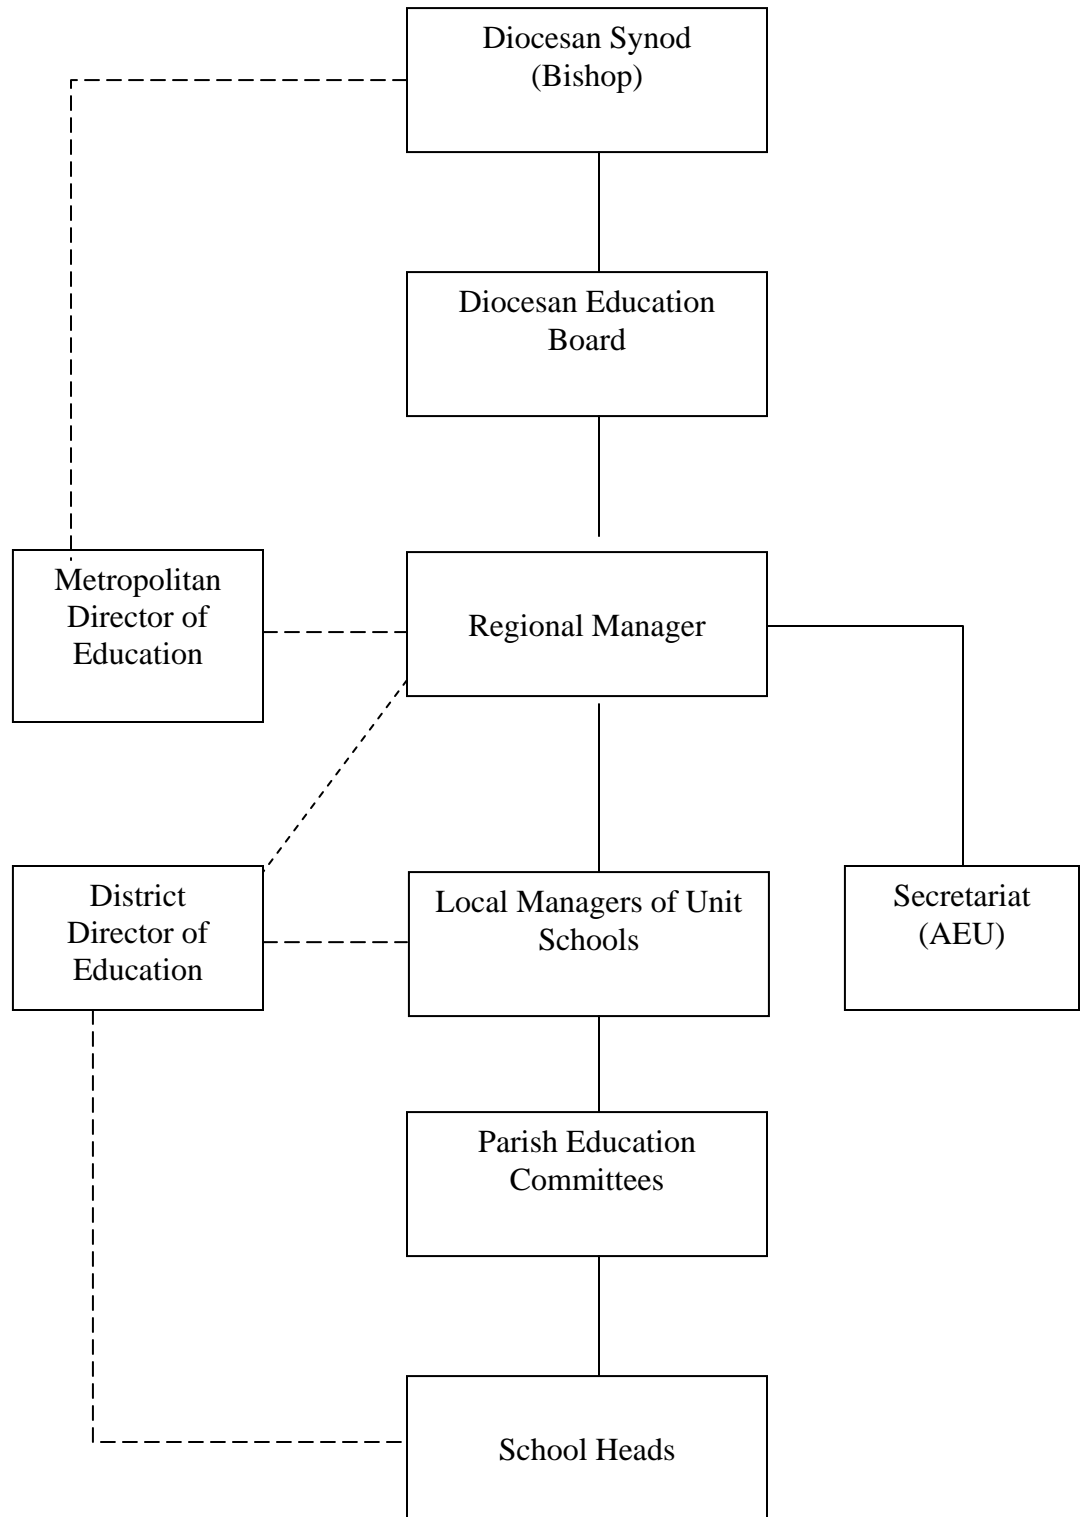 Diocesan Synod
(Bishop)
Diocesan Education
Board
Metropolitan
Director of
Education
Regional Manager
District
Director of
Education
Local Managers of Unit
Schools
Secretariat
(AEU)
Parish Education
Committees
School Heads